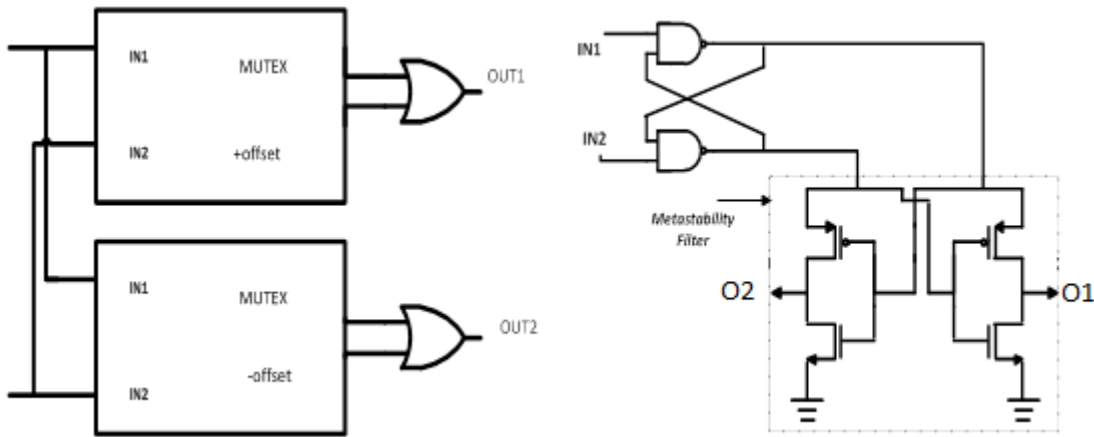 IN1
MUTEX
OUT1
IN2
+offset
IN1
MUTEX
OUT2
-offset
IN2
IN1
IN2
Metastability
Filter
O2
O1